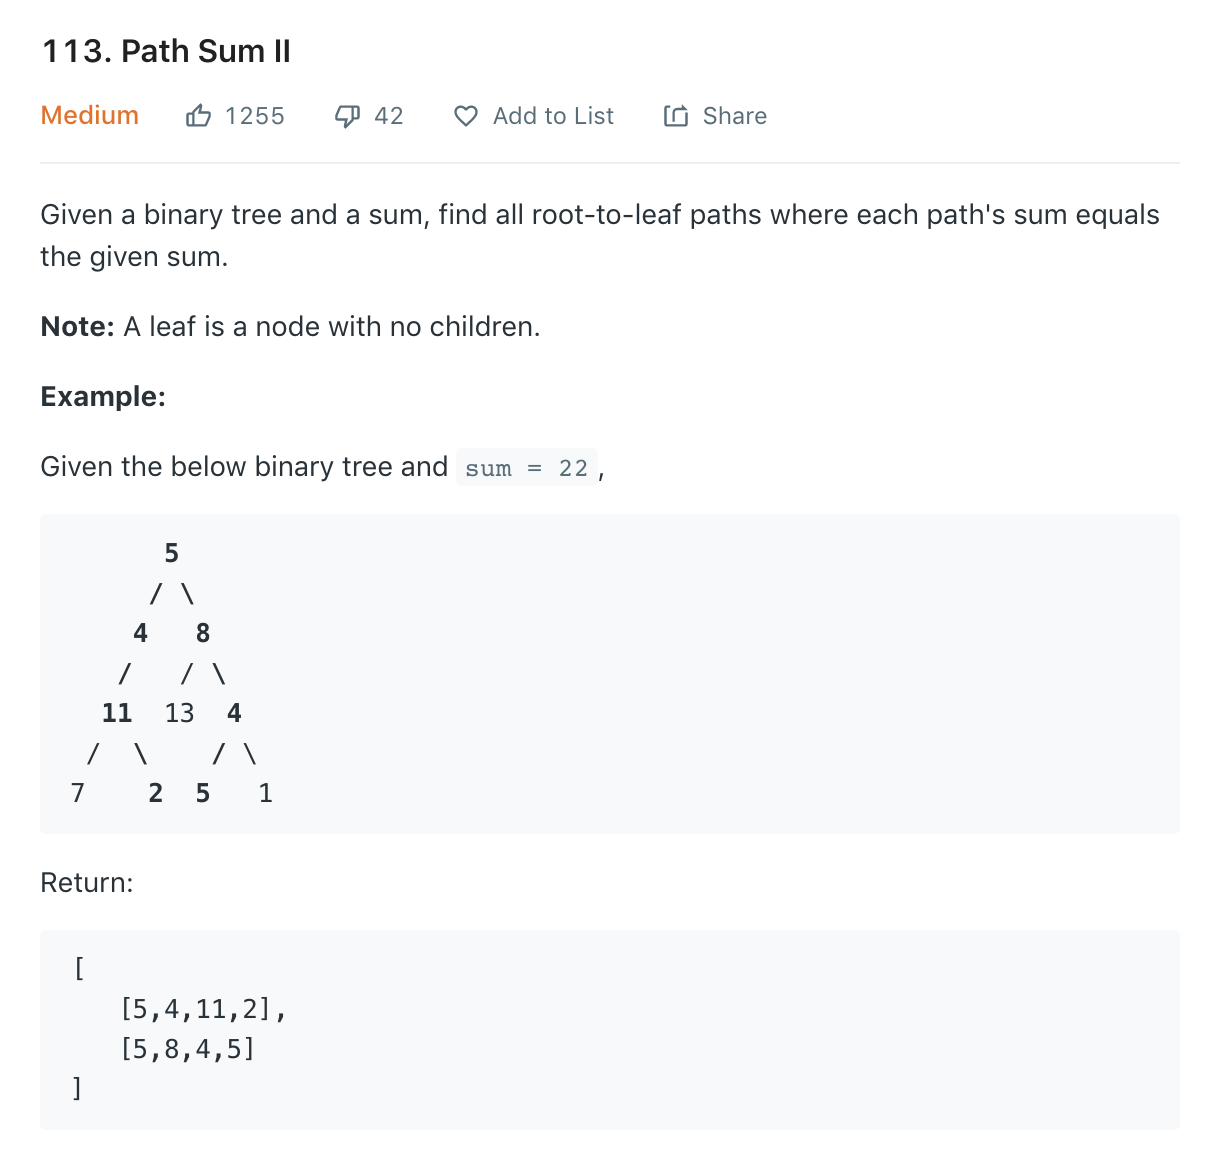 113. Path Sum II
Medium 1255 42 Add to List Share
Given a binary tree and a sum, find all root-to-leaf paths where each path's sum equals
the given sum.
Note: A leaf is a node with no children.
Example:
Given the below binary tree and sum = 22,
      5
     / \
    4   8
   /   / \
  11  13  4
 /  \    / \
7    2  5   1
Return:
[
   [5,4,11,2],
   [5,8,4,5]
]